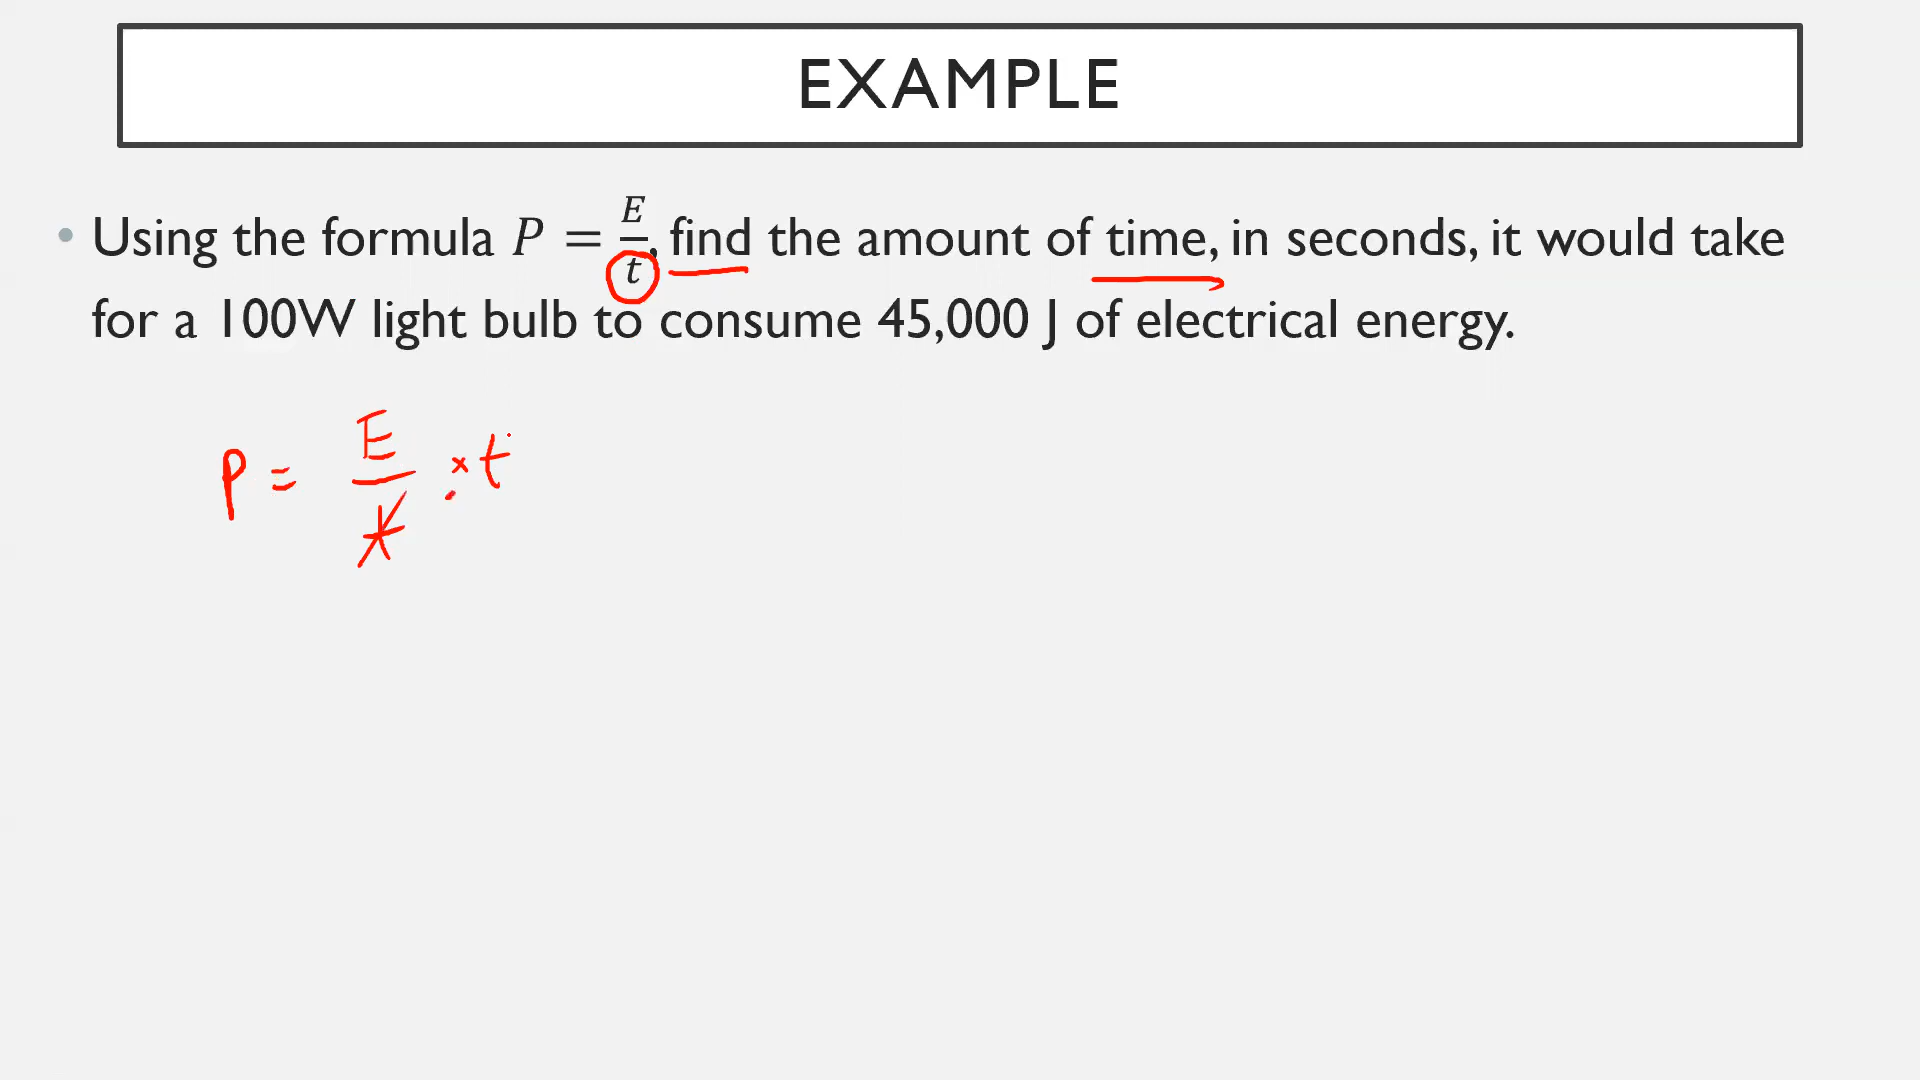 EXAMPLE
• Using the formula P = E/t, find the amount of time, in seconds, it would take
for a 100W light bulb to consume 45,000 J of electrical energy.
P = E/t × t